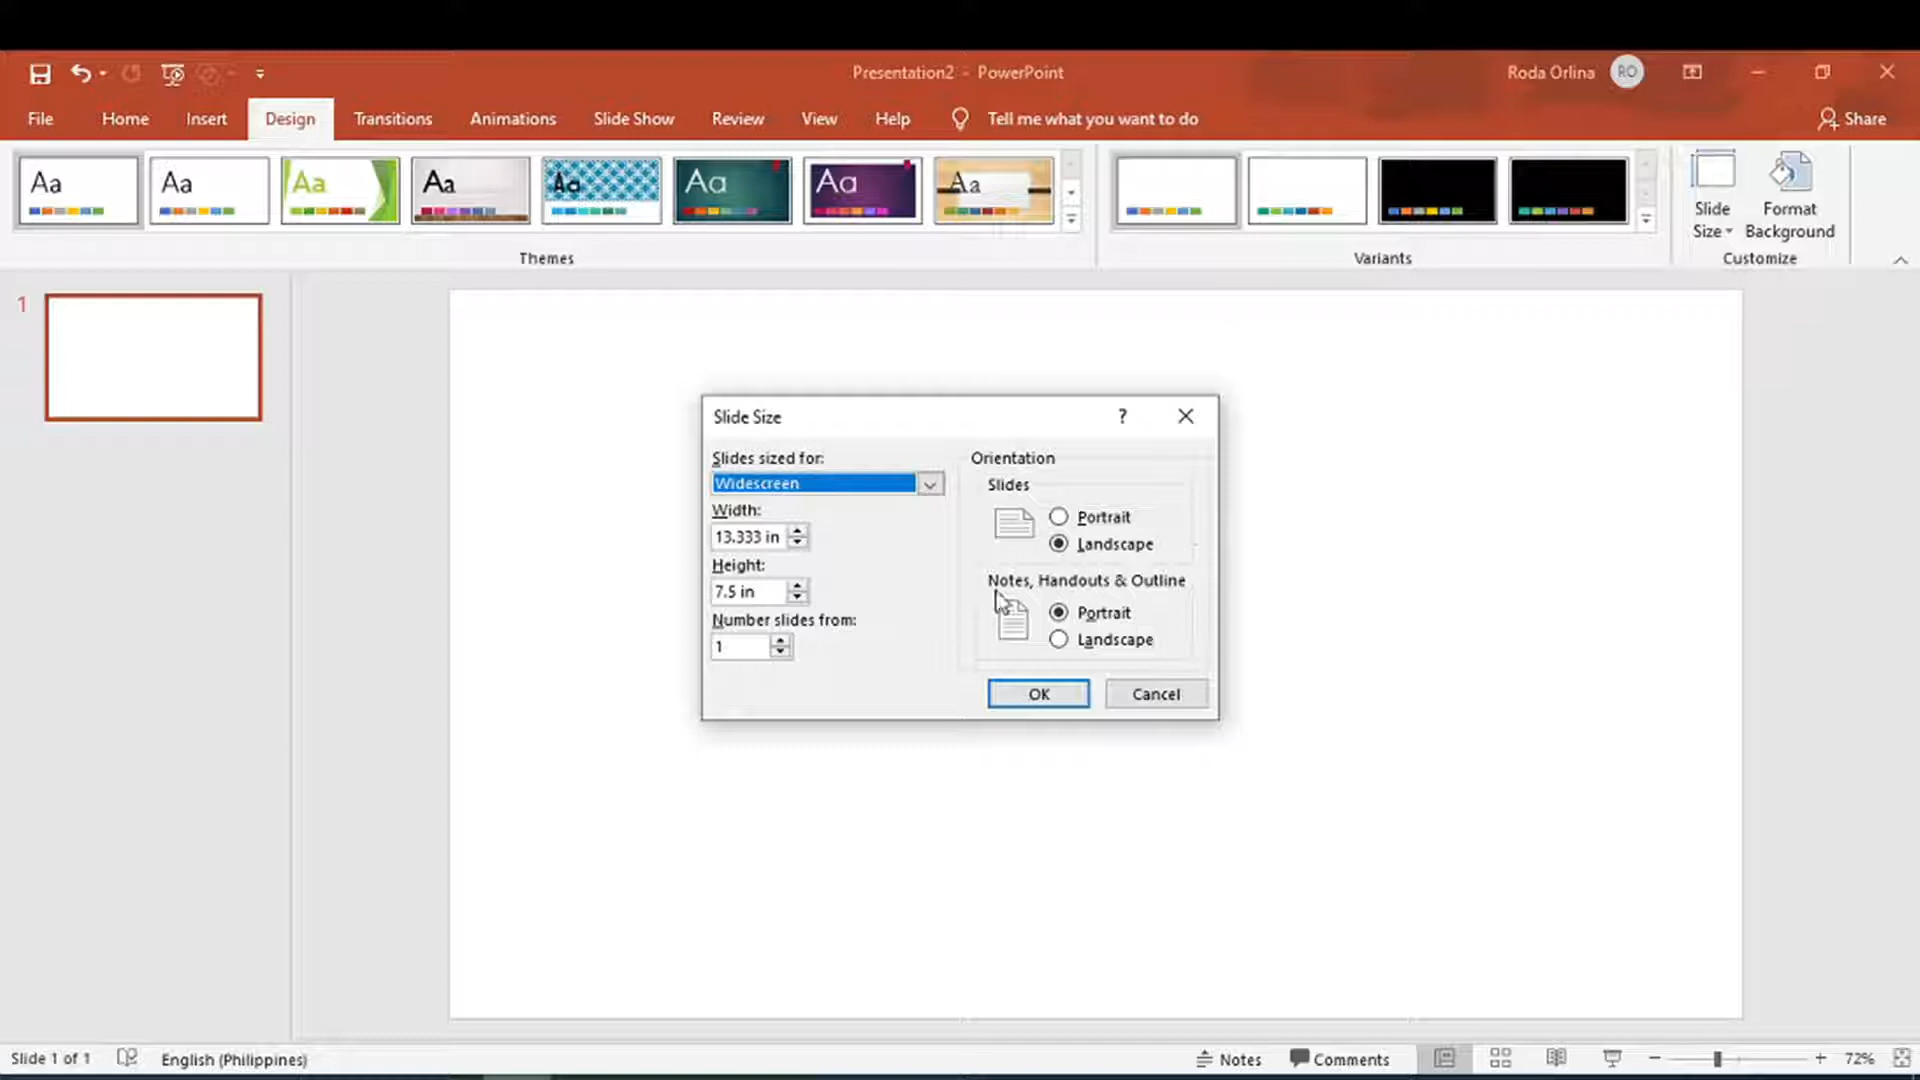 Presentation2 - PowerPoint
Roda Orlina RO
File Home Insert Design Transitions Animations Slide Show Review View Help Tell me what you want to do Share
Aa Aa Aa Aa Aa Aa Aa Aa
Slide Size
Format Background
Themes Variants Customize
1
Slide Size ?
Slides sized for:
Widescreen
Width:
13.333 in
Height:
7.5 in
Number slides from:
1
Orientation
Slides
Portrait
Landscape
Notes, Handouts & Outline
Portrait
Landscape
OK Cancel
Slide 1 of 1 English (Philippines) Notes Comments 72%